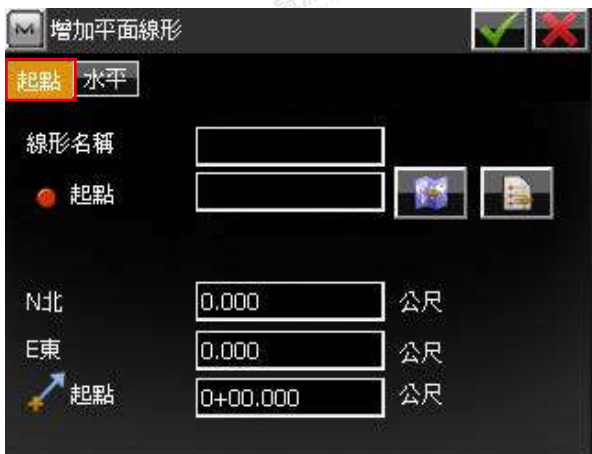 增加平面線形
起點 水平
線形名稱
起點
N北 0.000 公尺
E東 0.000 公尺
起點 0+00.000 公尺